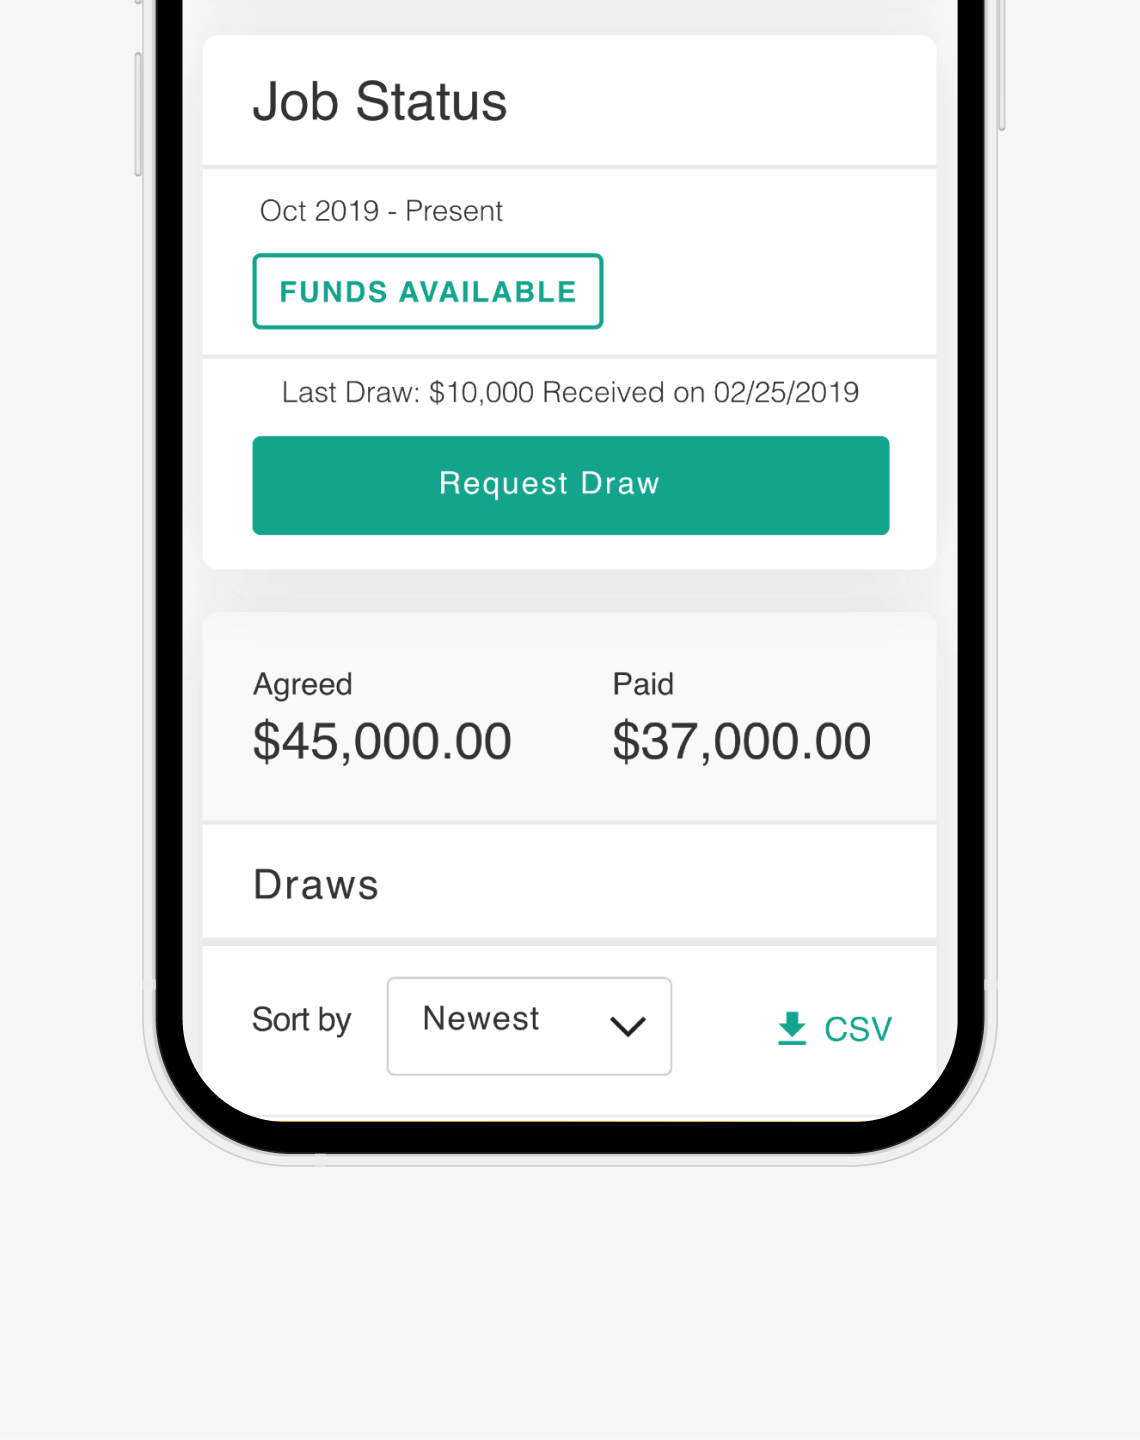 Job Status
Oct 2019 - Present
FUNDS AVAILABLE
Last Draw: $10,000 Received on 02/25/2019
Request Draw
Agreed
Paid
$45,000.00
$37,000.00
Draws
Sort by
Newest
CSV